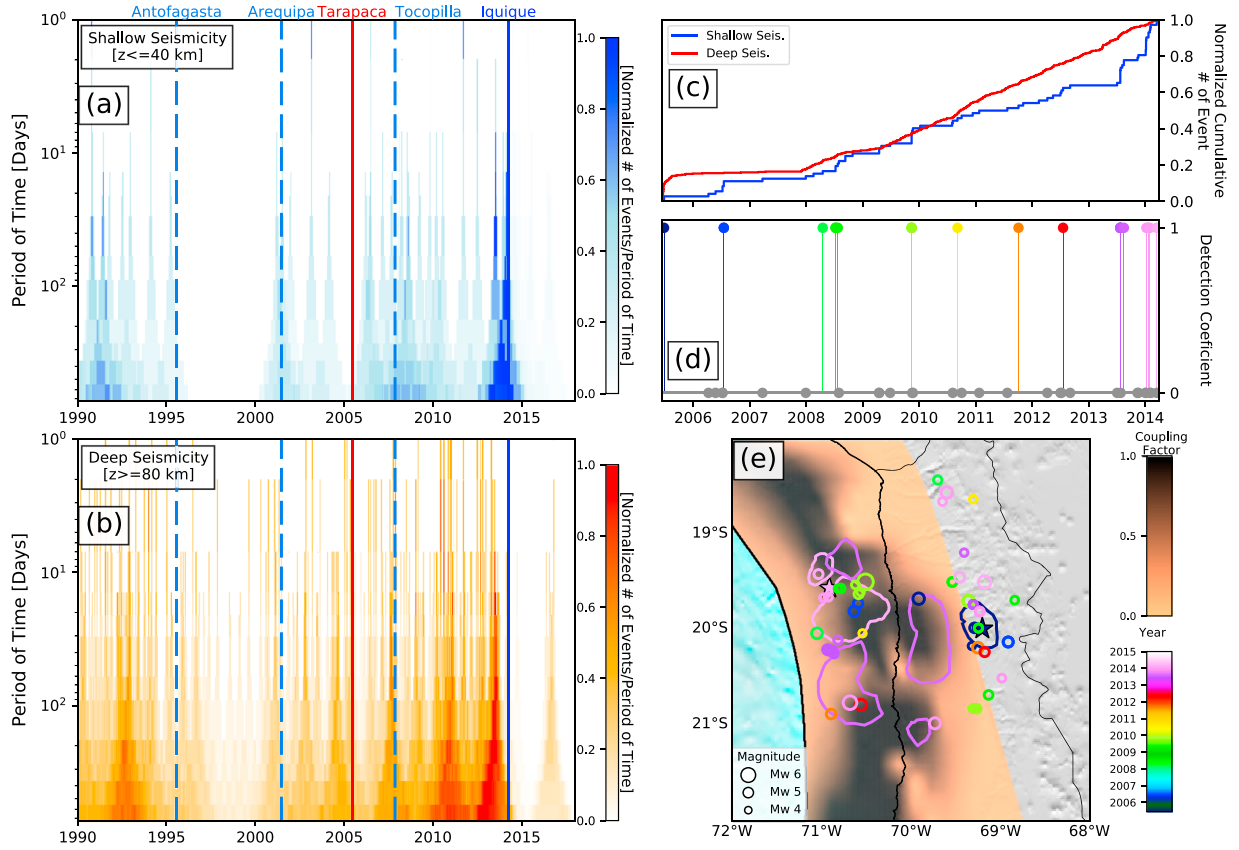 Antofagasta
Arequipa
Tarapaca
Tocopilla
Iquique
Shallow Seismicity
[z<=40 km]
(a)
Period of Time [Days]
10⁰
10¹
10²
1990
1995
2000
2005
2010
2015
1.0
0.8
0.6
0.4
0.2
0.0
[Normalized # of Events/Period of Time]
Shallow Seis.
Deep Seis.
(c)
1.0
0.8
0.6
0.4
0.2
0.0
Normalized Cumulative
# of Event
(d)
1
0
Detection Coeficient
2006
2007
2008
2009
2010
2011
2012
2013
2014
Deep Seismicity
[z>=80 km]
(b)
Period of Time [Days]
10⁰
10¹
10²
1990
1995
2000
2005
2010
2015
1.0
0.8
0.6
0.4
0.2
0.0
[Normalized # of Events/Period of Time]
(e)
19°S
20°S
21°S
72°W
71°W
70°W
69°W
68°W
Magnitude
Mw 6
Mw 5
Mw 4
Coupling
Factor
1.0
0.8
0.6
0.4
0.2
0.0
Year
2015
2014
2013
2012
2011
2010
2009
2008
2007
2006